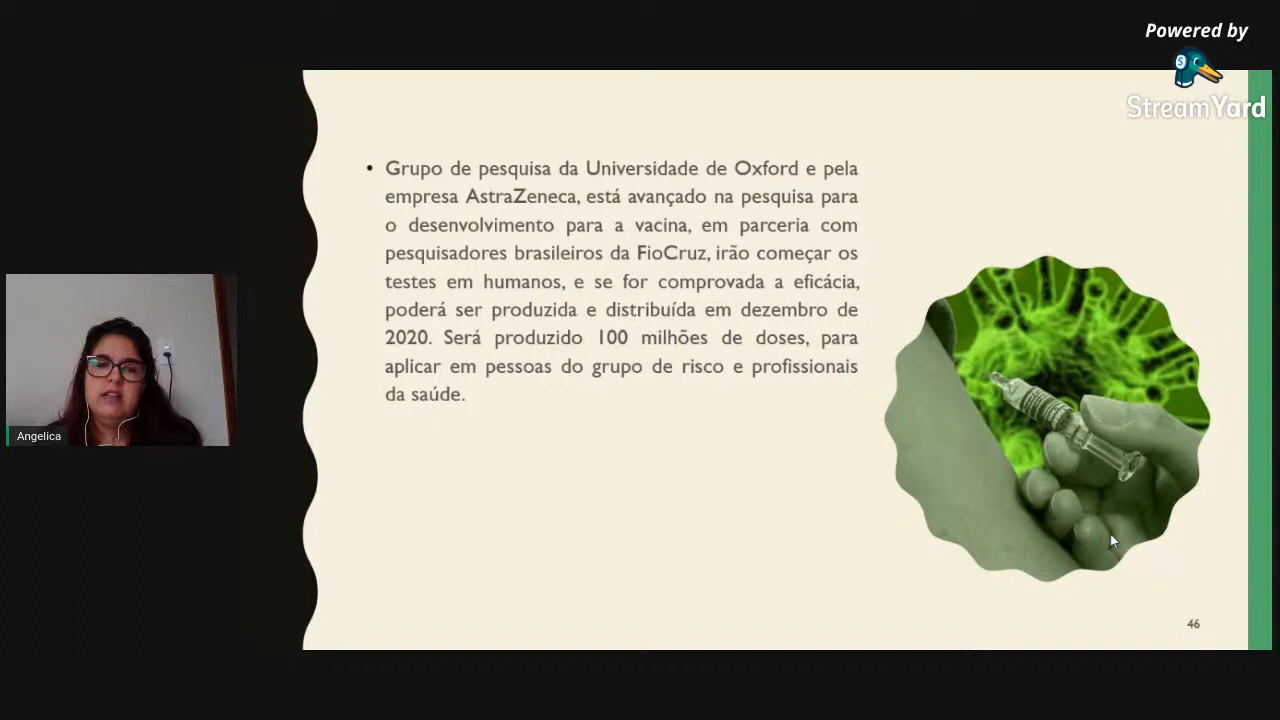 Powered by
StreamYard
• Grupo de pesquisa da Universidade de Oxford e pela
empresa AstraZeneca, está avançado na pesquisa para
o desenvolvimento para a vacina, em parceria com
pesquisadores brasileiros da FioCruz, irão começar os
testes em humanos, e se for comprovada a eficácia,
poderá ser produzida e distribuída em dezembro de
2020. Será produzido 100 milhões de doses, para
aplicar em pessoas do grupo de risco e profissionais
da saúde.
Angelica
46